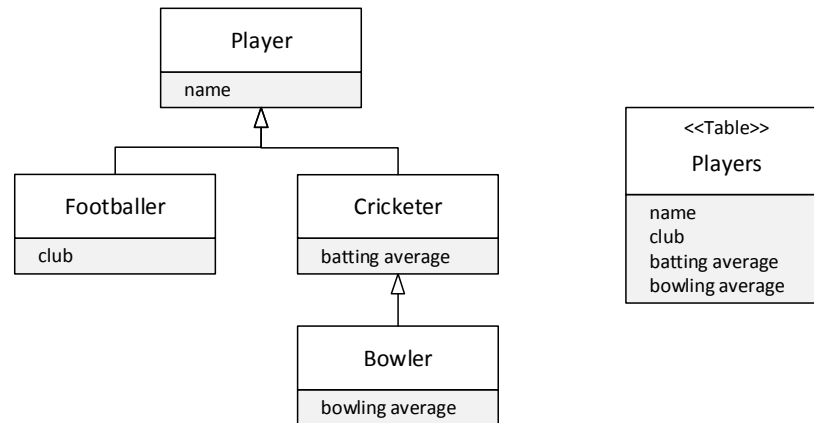 Player
name
Footballer
club
Cricketer
batting average
Bowler
bowling average
<<Table>>
Players
name
club
batting average
bowling average